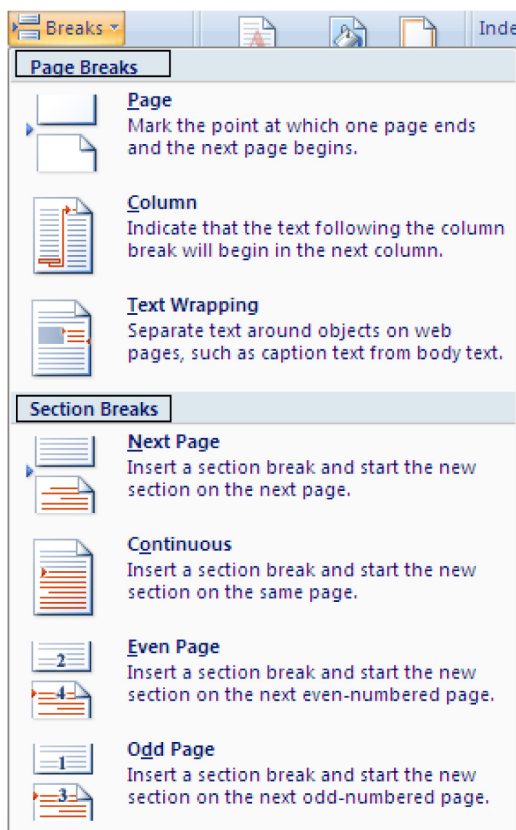 Breaks
Inde
Page Breaks
Page
Mark the point at which one page ends
and the next page begins.
Column
Indicate that the text following the column
break will begin in the next column.
Text Wrapping
Separate text around objects on web
pages, such as caption text from body text.
Section Breaks
Next Page
Insert a section break and start the new
section on the next page.
Continuous
Insert a section break and start the new
section on the same page.
2
Even Page
Insert a section break and start the new
4
section on the next even-numbered page.
1
Odd Page
Insert a section break and start the new
3
section on the next odd-numbered page.